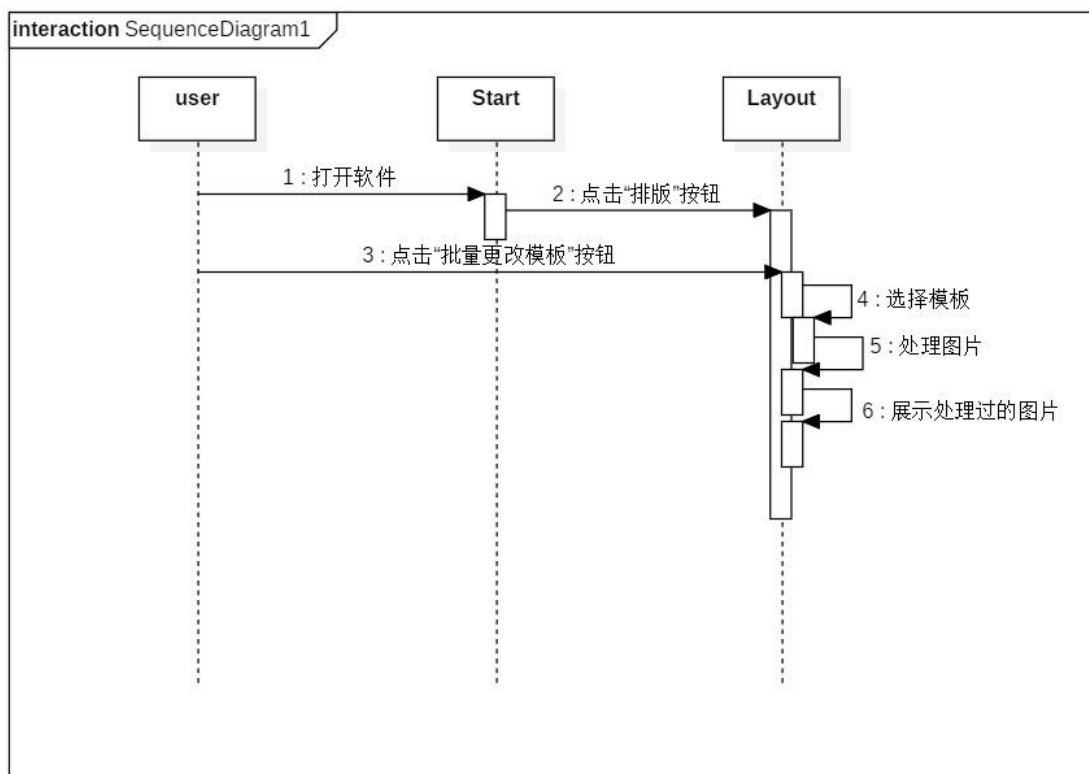 interaction SequenceDiagram1
user
Start
Layout
1 : 打开软件
2 : 点击“排版”按钮
3 : 点击“批量更改模板”按钮
4 : 选择模板
5 : 处理图片
6 : 展示处理过的图片